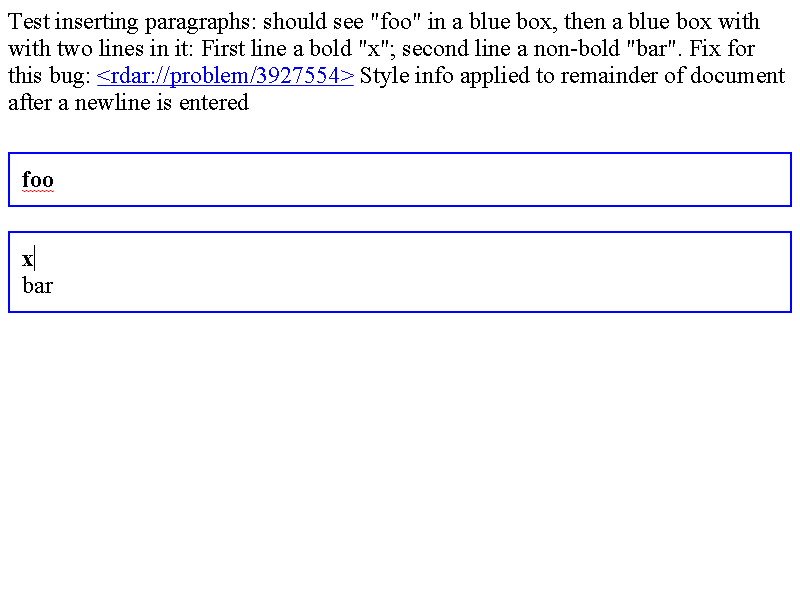 Test inserting paragraphs: should see "foo" in a blue box, then a blue box with
with two lines in it: First line a bold "x"; second line a non-bold "bar". Fix for
this bug: <rdar://problem/3927554> Style info applied to remainder of document
after a newline is entered
foo
x
bar